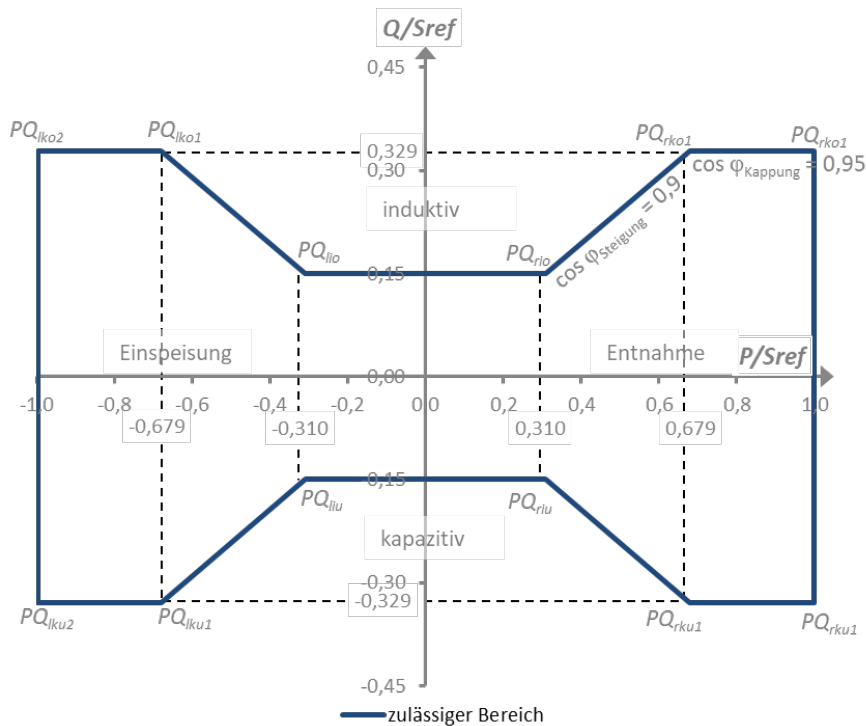 Q/Sref
0,45
PQlko2
PQlko1
PQrko1
PQrko1
0,329
cos φKappung = 0,95
0,30
induktiv
cos φSteigung = 0,9
PQlio
PQrio
0,15
Einspeisung
Entnahme
P/Sref
0,00
-1,0
-0,8
-0,6
-0,4
-0,2
0,0
0,2
0,4
0,6
0,8
1,0
-0,679
-0,310
0,310
0,679
-0,15
PQliu
PQriu
kapazitiv
-0,30
-0,329
PQlku2
PQlku1
PQrku1
PQrku1
-0,45
zulässiger Bereich